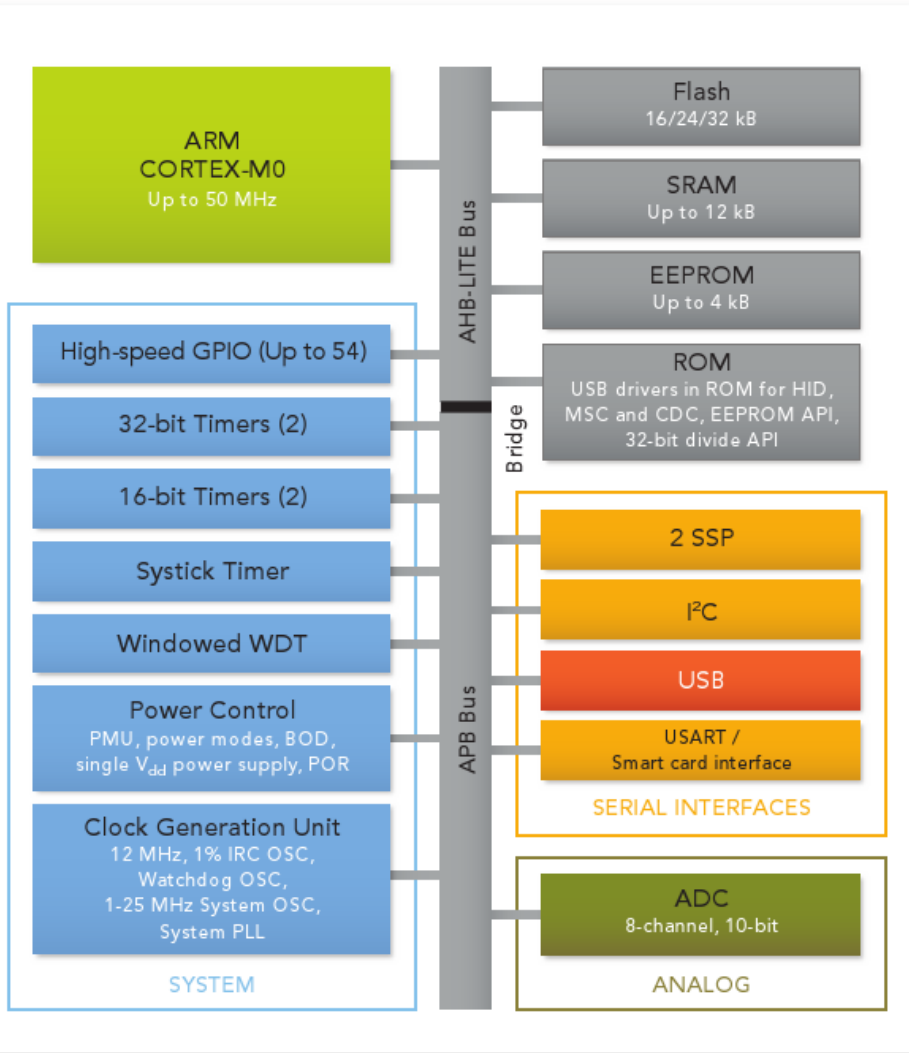 ARM
CORTEX-M0
Up to 50 MHz
High-speed GPIO (Up to 54)
32-bit Timers (2)
16-bit Timers (2)
Systick Timer
Windowed WDT
Power Control
PMU, power modes, BOD,
single Vdd power supply, POR
Clock Generation Unit
12 MHz, 1% IRC OSC,
Watchdog OSC,
1-25 MHz System OSC,
System PLL
SYSTEM
AHB-LITE Bus
Bridge
APB Bus
Flash
16/24/32 kB
SRAM
Up to 12 kB
EEPROM
Up to 4 kB
ROM
USB drivers in ROM for HID,
MSC and CDC, EEPROM API,
32-bit divide API
2 SSP
I²C
USB
USART /
Smart card interface
SERIAL INTERFACES
ADC
8-channel, 10-bit
ANALOG